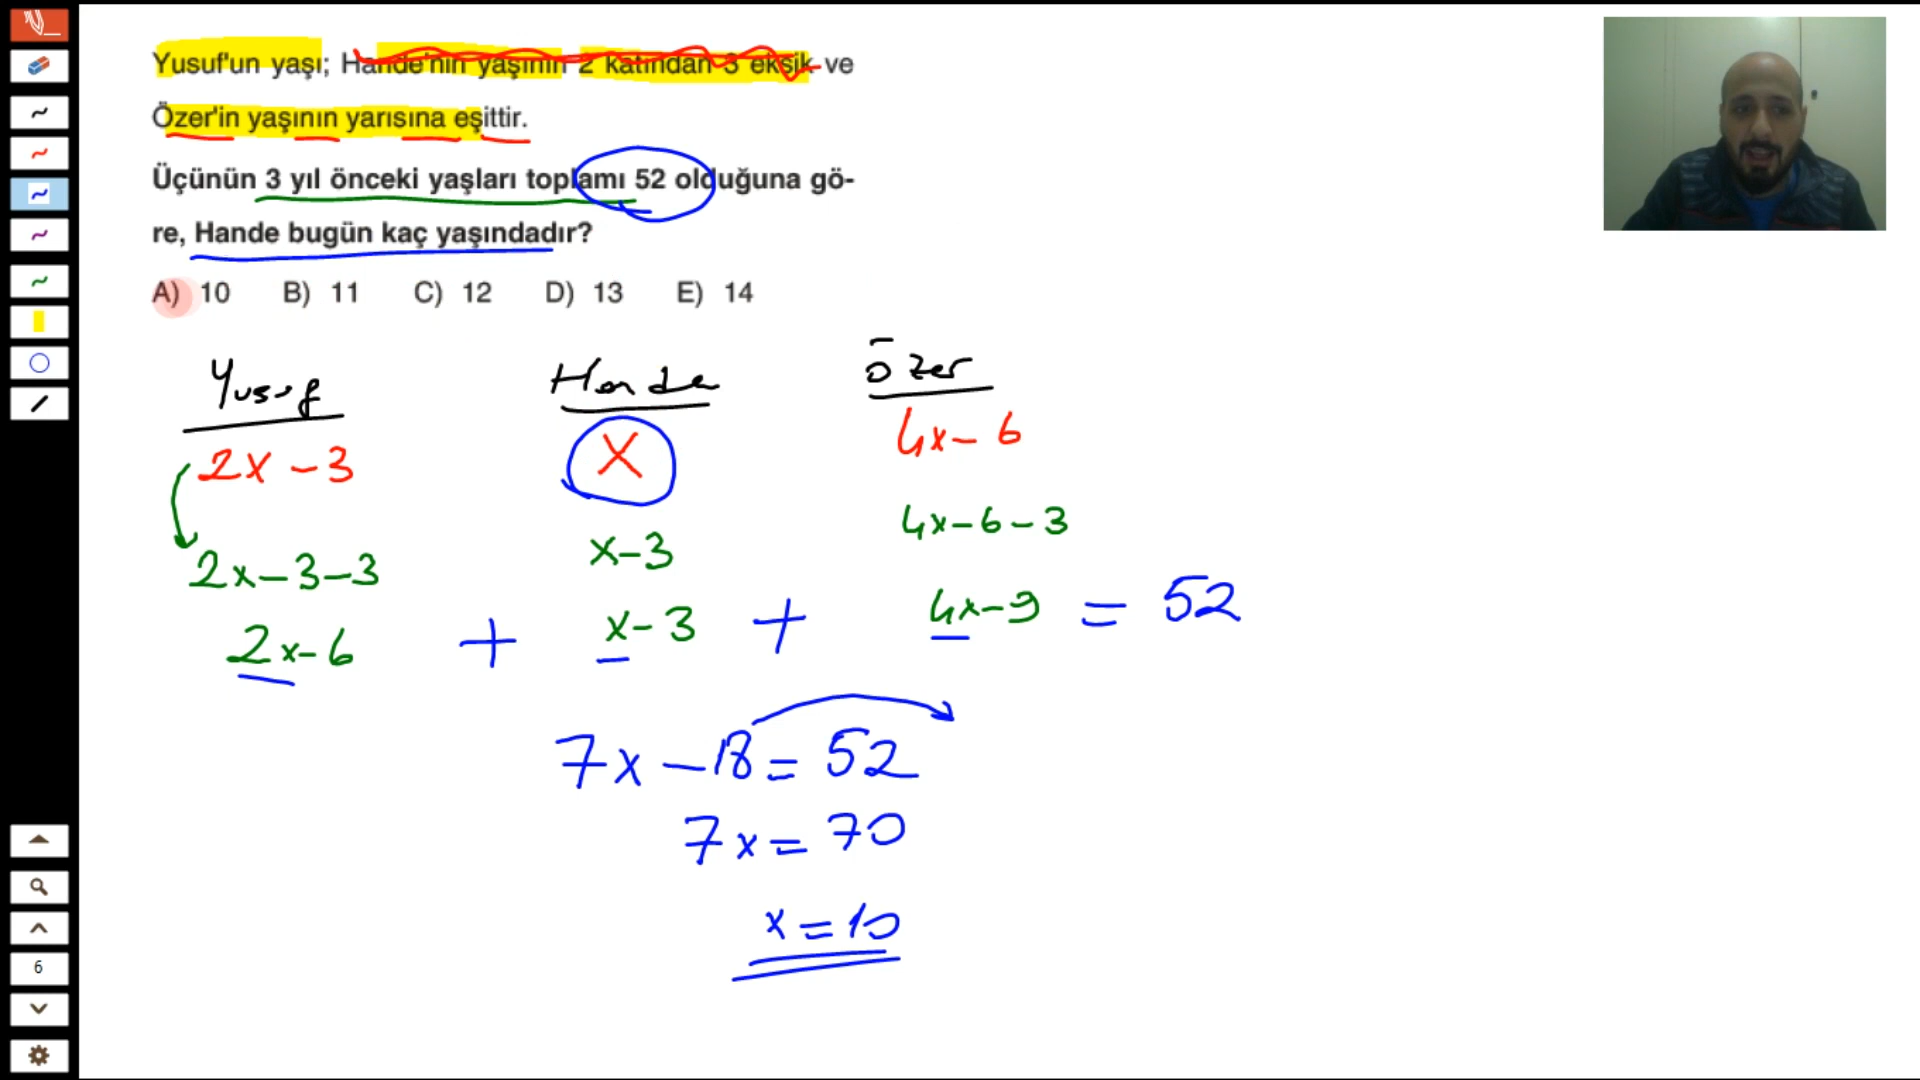 Yusuf'un yaşı; Hande'nin yaşının 2 katından 3 eksik ve
Özer'in yaşının yarısına eşittir.
Üçünün 3 yıl önceki yaşları toplamı 52 olduğuna gö-
re, Hande bugün kaç yaşındadır?
A) 10 B) 11 C) 12 D) 13 E) 14
Yusuf Hande Özer
2x-3 x 4x-6
2x-3-3 x-3 4x-6-3
2x-6 + x-3 + 4x-9 = 52
7x-18=52
7x=70
x=10
6